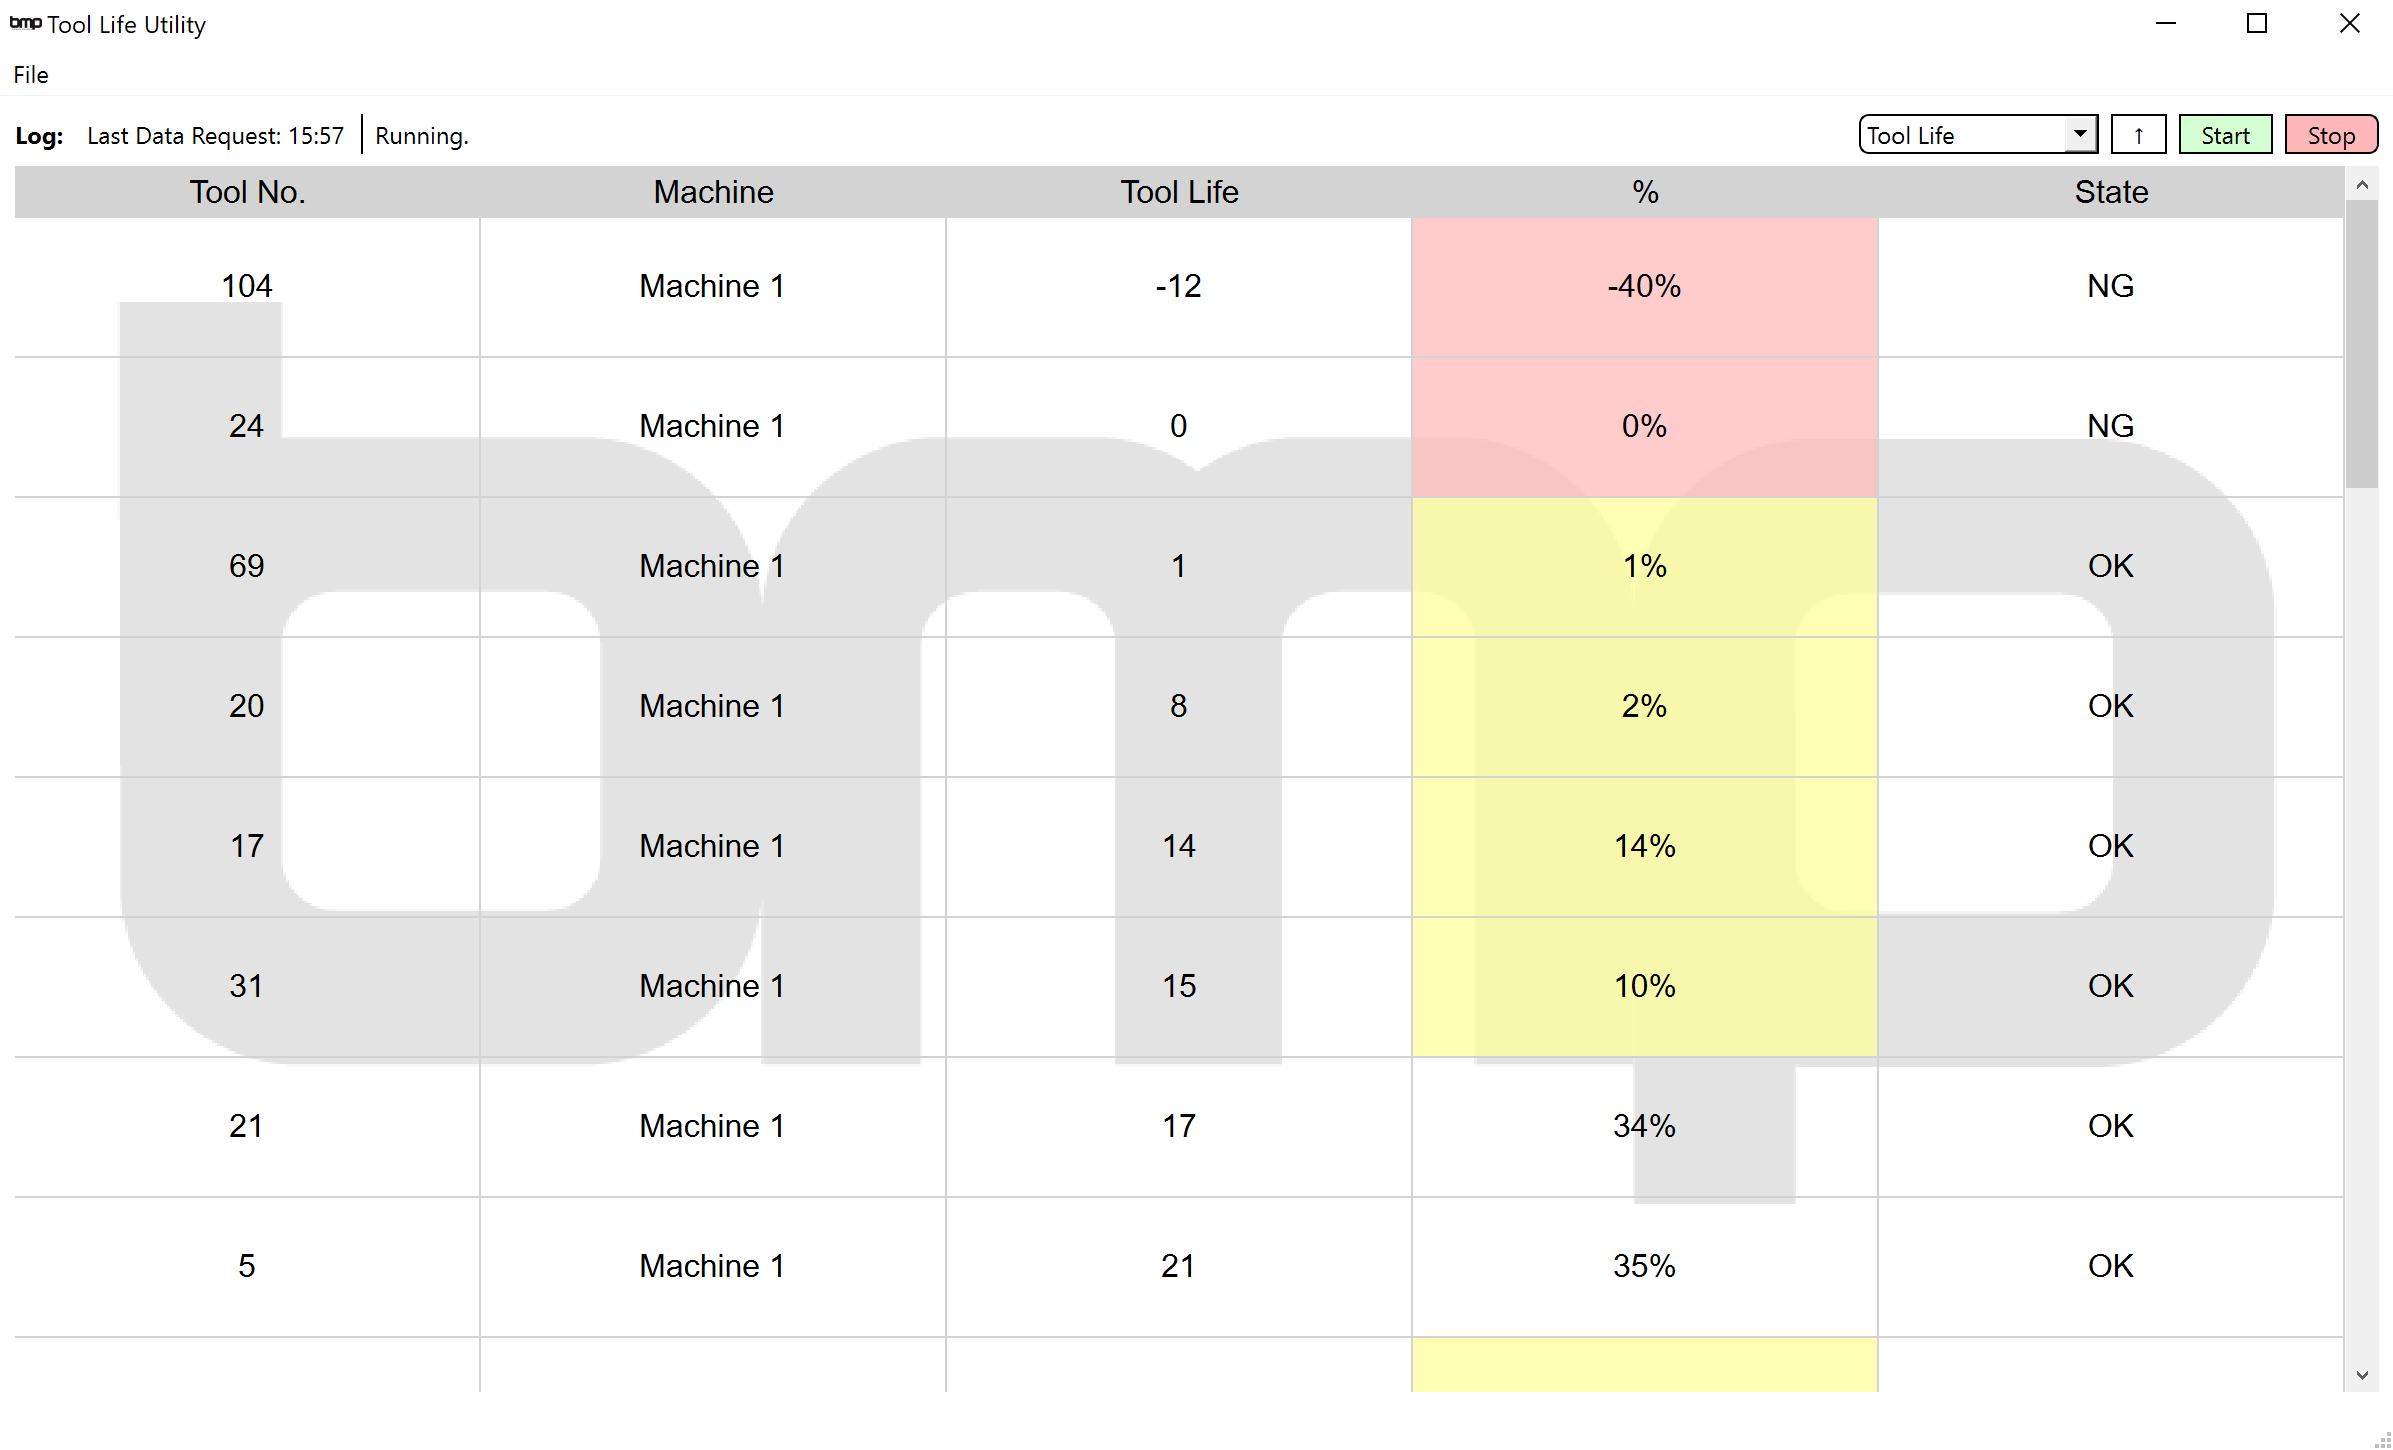 bmp Tool Life Utility
File
Log: Last Data Request: 15:57 Running. Tool Life ↑ Start Stop
Tool No. Machine Tool Life % State
104 Machine 1 -12 -40% NG
24 Machine 1 0 0% NG
69 Machine 1 1 1% OK
20 Machine 1 8 2% OK
17 Machine 1 14 14% OK
31 Machine 1 15 10% OK
21 Machine 1 17 34% OK
5 Machine 1 21 35% OK
bmp